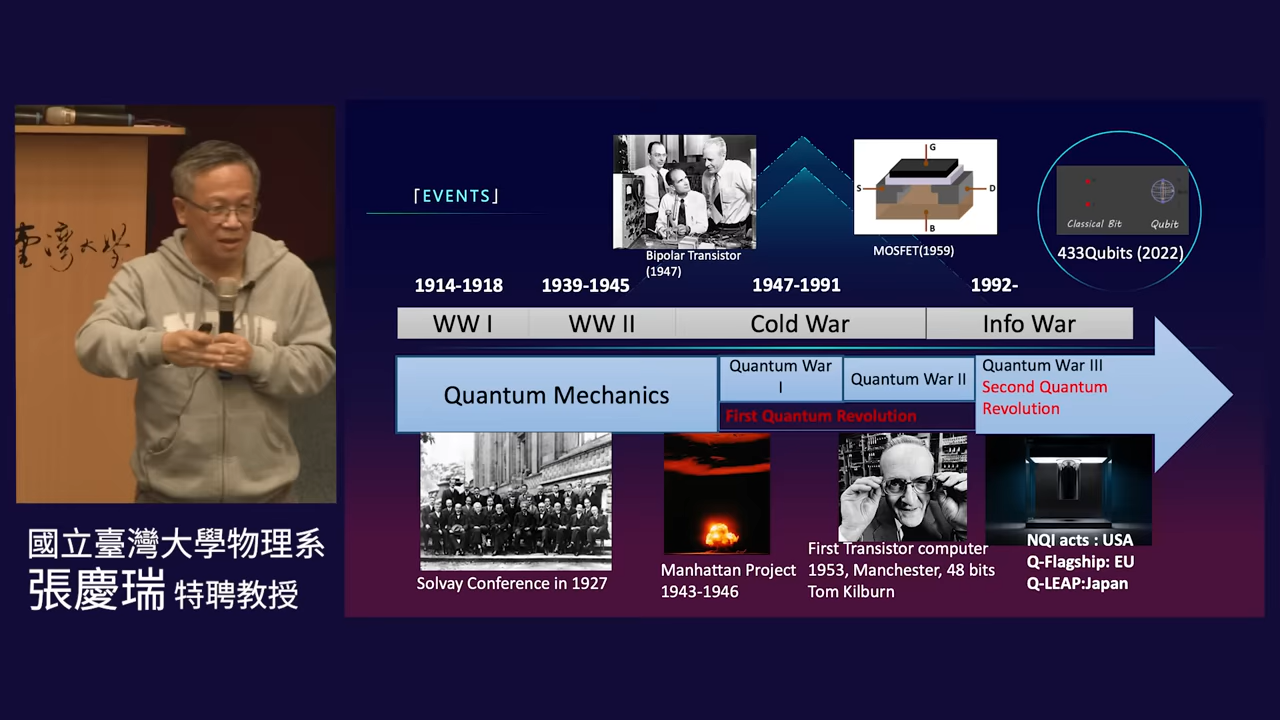 臺灣大學
國立臺灣大學物理系
張慶瑞 特聘教授
「EVENTS」
Bipolar Transistor
(1947)
G
S
D
B
MOSFET(1959)
Classical Bit
Qubit
433Qubits (2022)
1914-1918
1939-1945
1947-1991
1992-
WW I
WW II
Cold War
Info War
Quantum Mechanics
Quantum War
I
Quantum War II
Quantum War III
Second Quantum
Revolution
First Quantum Revolution
Solvay Conference in 1927
Manhattan Project
1943-1946
First Transistor computer
1953, Manchester, 48 bits
Tom Kilburn
NQI acts : USA
Q-Flagship: EU
Q-LEAP:Japan